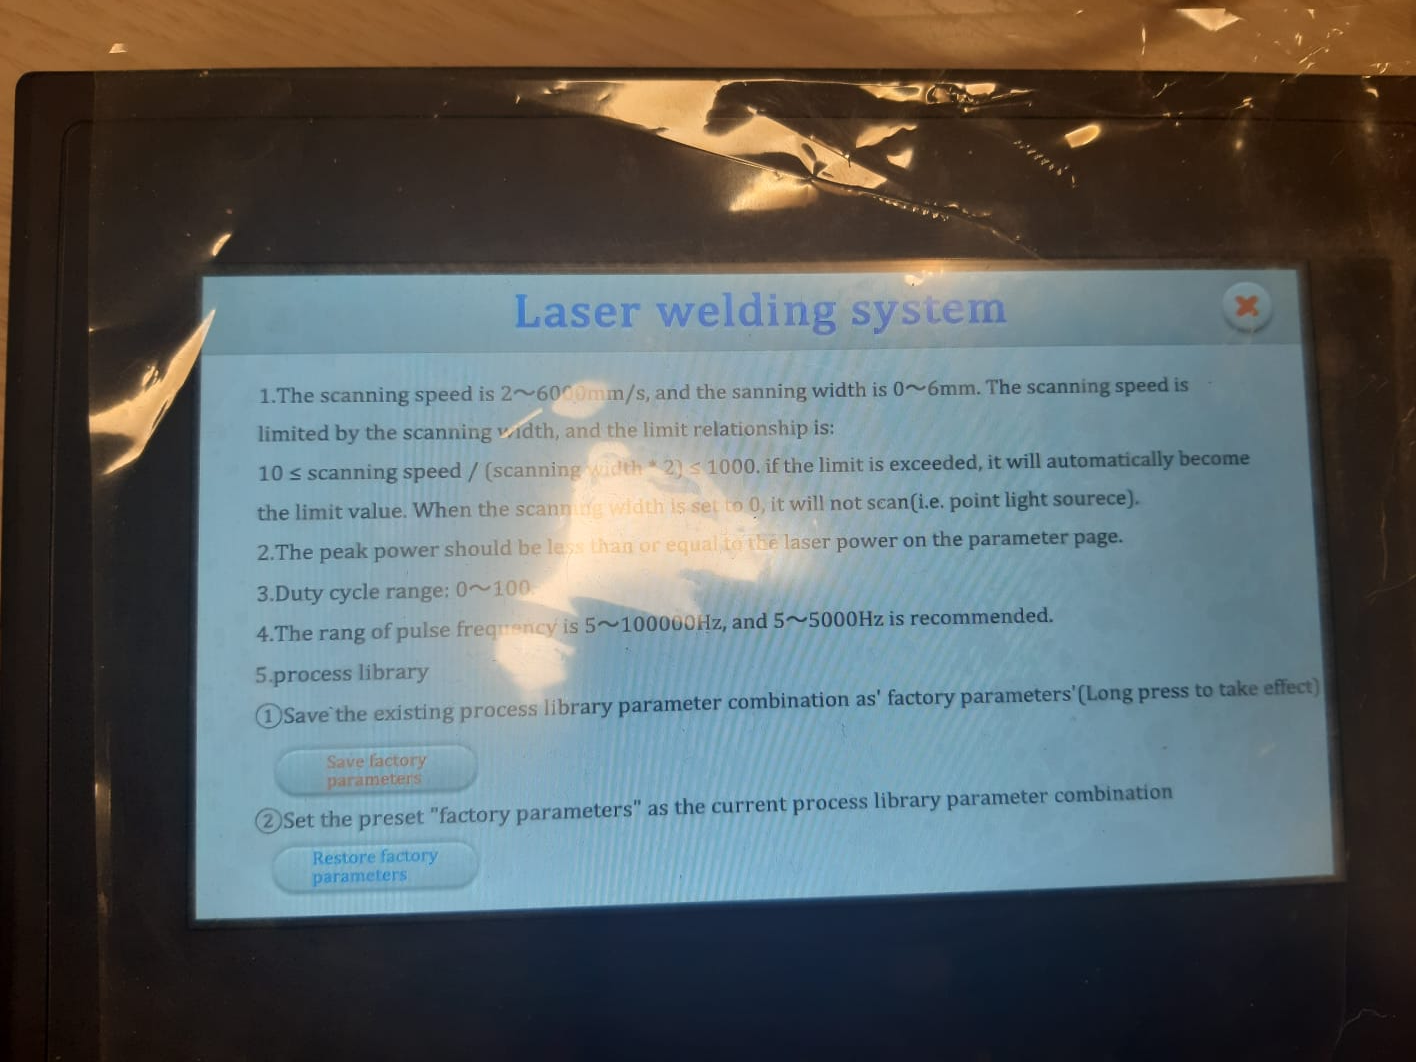 Laser welding system
1.The scanning speed is 2～6000mm/s, and the sanning width is 0～6mm. The scanning speed is
limited by the scanning width, and the limit relationship is:
10 ≤ scanning speed / (scanning width * 2) ≤ 1000. if the limit is exceeded, it will automatically become
the limit value. When the scanning width is set to 0, it will not scan(i.e. point light sourece).
2.The peak power should be less than or equal to the laser power on the parameter page.
3.Duty cycle range: 0～100.
4.The rang of pulse frequency is 5～100000Hz, and 5～5000Hz is recommended.
5.process library
①Save the existing process library parameter combination as' factory parameters'(Long press to take effect)
Save factory
parameters
②Set the preset "factory parameters" as the current process library parameter combination
Restore factory
parameters